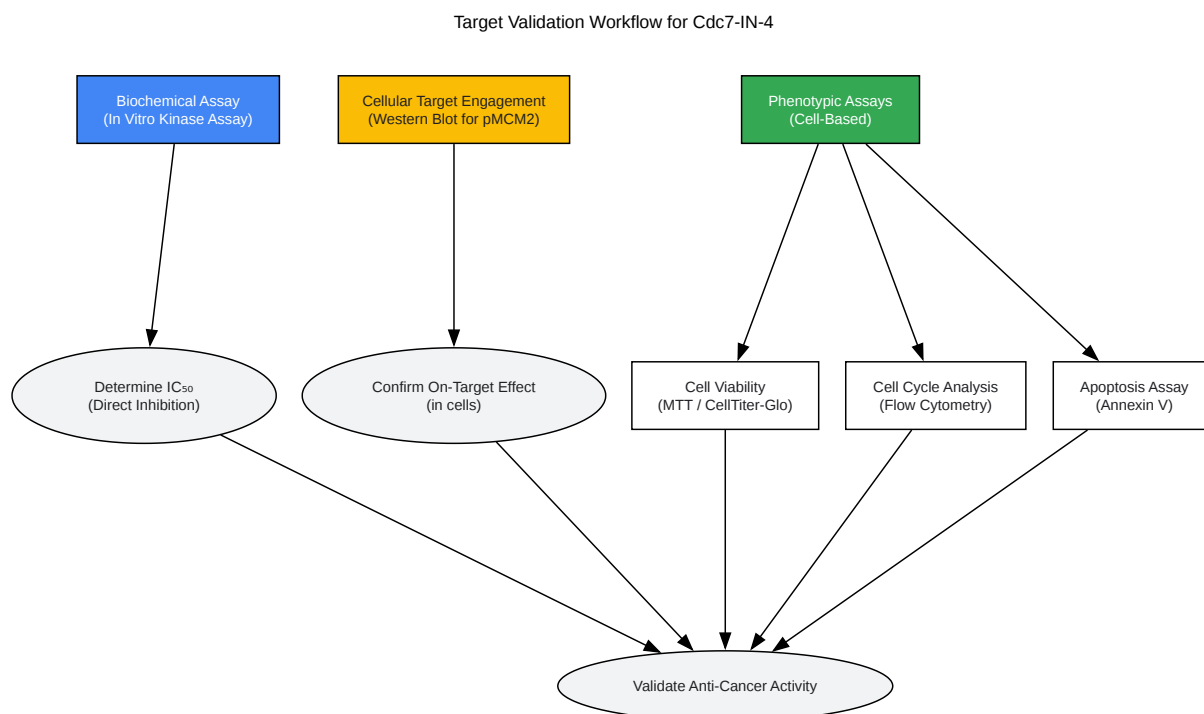 Target Validation Workflow for Cdc7-IN-4
Biochemical Assay
(In Vitro Kinase Assay)
Cellular Target Engagement
(Western Blot for pMCM2)
Phenotypic Assays
(Cell-Based)
Determine IC₅₀
(Direct Inhibition)
Confirm On-Target Effect
(in cells)
Cell Viability
(MTT / CellTiter-Glo)
Cell Cycle Analysis
(Flow Cytometry)
Apoptosis Assay
(Annexin V)
Validate Anti-Cancer Activity